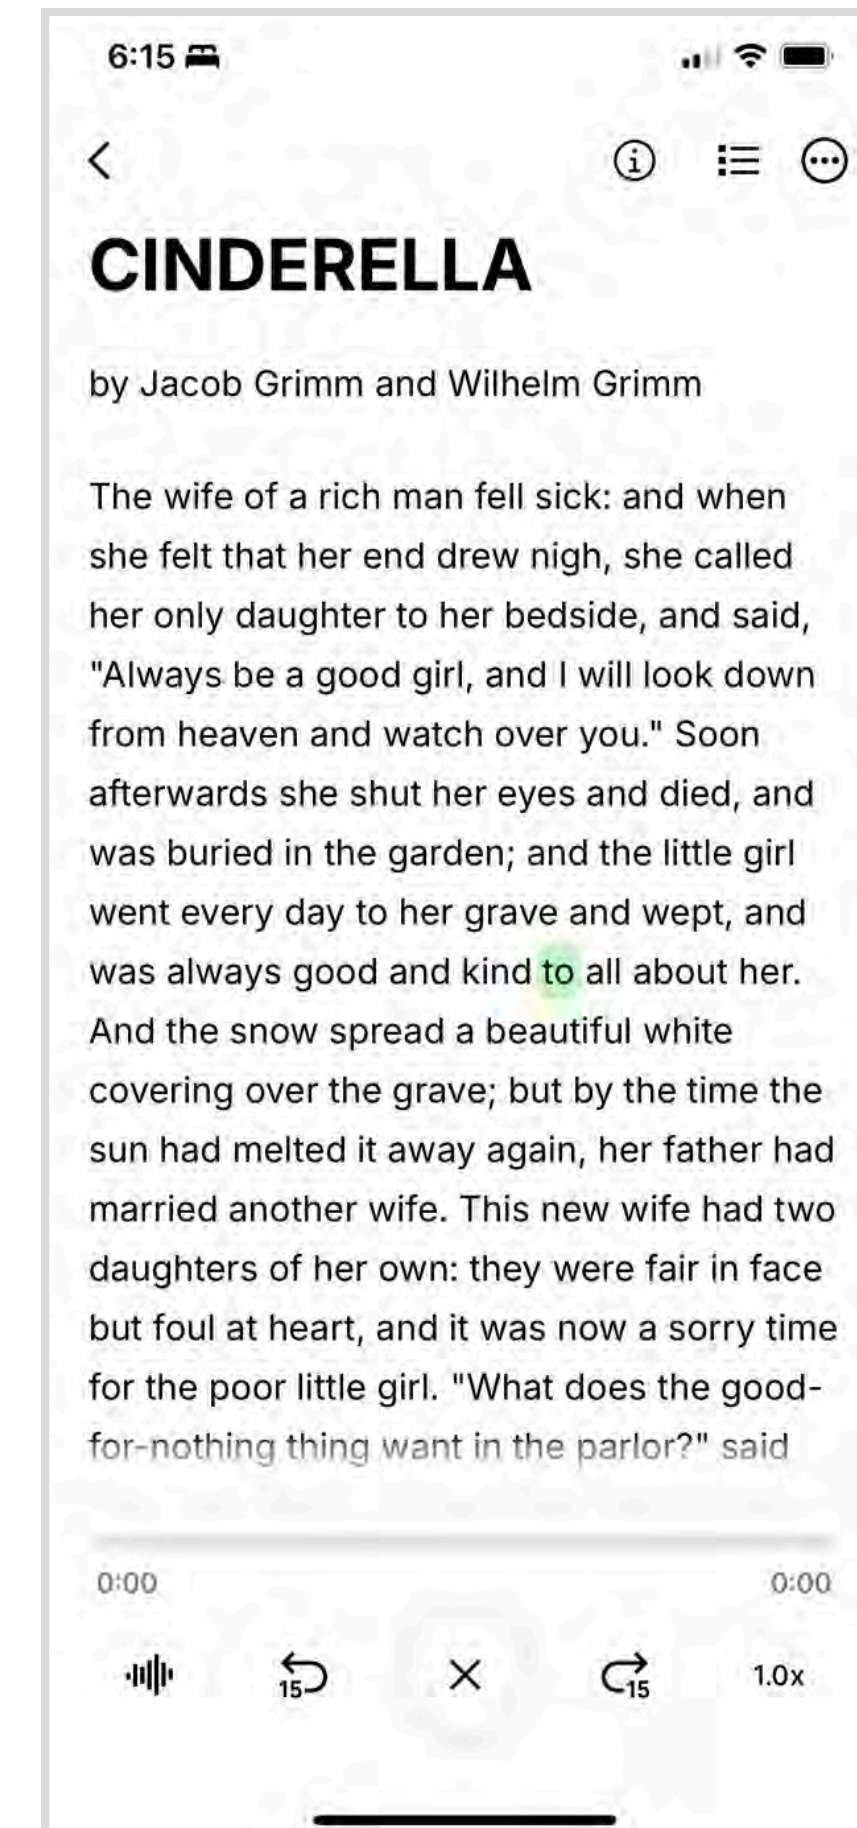 6:15
CINDERELLA
by Jacob Grimm and Wilhelm Grimm
The wife of a rich man fell sick: and when
she felt that her end drew nigh, she called
her only daughter to her bedside, and said,
"Always be a good girl, and I will look down
from heaven and watch over you." Soon
afterwards she shut her eyes and died, and
was buried in the garden; and the little girl
went every day to her grave and wept, and
was always good and kind to all about her.
And the snow spread a beautiful white
covering over the grave; but by the time the
sun had melted it away again, her father had
married another wife. This new wife had two
daughters of her own: they were fair in face
but foul at heart, and it was now a sorry time
for the poor little girl. "What does the good-
for-nothing thing want in the parlor?" said
0:00 0:00
15 15 1.0x